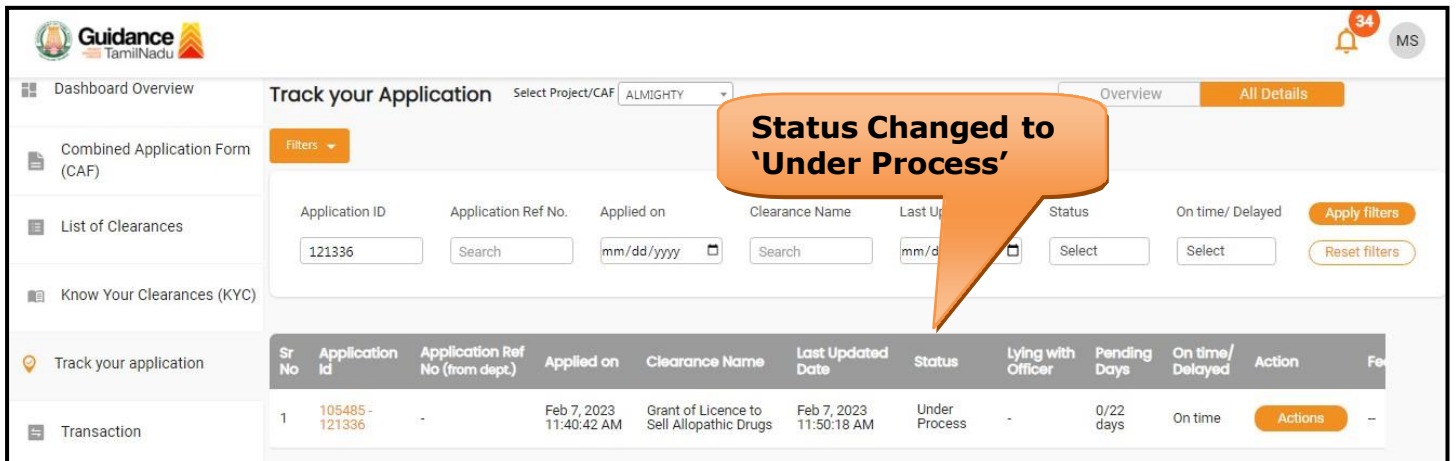 Guidance
TamilNadu
34
MS
Dashboard Overview
Track your Application
Select Project/CAF
ALMIGHTY
Overview
All Details
Status Changed to
‘Under Process’
Combined Application Form
(CAF)
Filters
List of Clearances
Application ID
Application Ref No.
Applied on
Clearance Name
Last Up
Status
On time/ Delayed
Apply filters
121336
Search
mm/dd/yyyy
Search
mm/d
Select
Select
Reset filters
Know Your Clearances (KYC)
Track your application
Sr
No
Application
Id
Application Ref
No (from dept.)
Applied on
Clearance Name
Last Updated
Date
Status
Lying with
Officer
Pending
Days
On time/
Delayed
Action
Fe
1
105485 -
121336
-
Feb 7, 2023
11:40:42 AM
Grant of Licence to
Sell Allopathic Drugs
Feb 7, 2023
11:50:18 AM
Under
Process
-
0/22
days
On time
Actions
--
Transaction